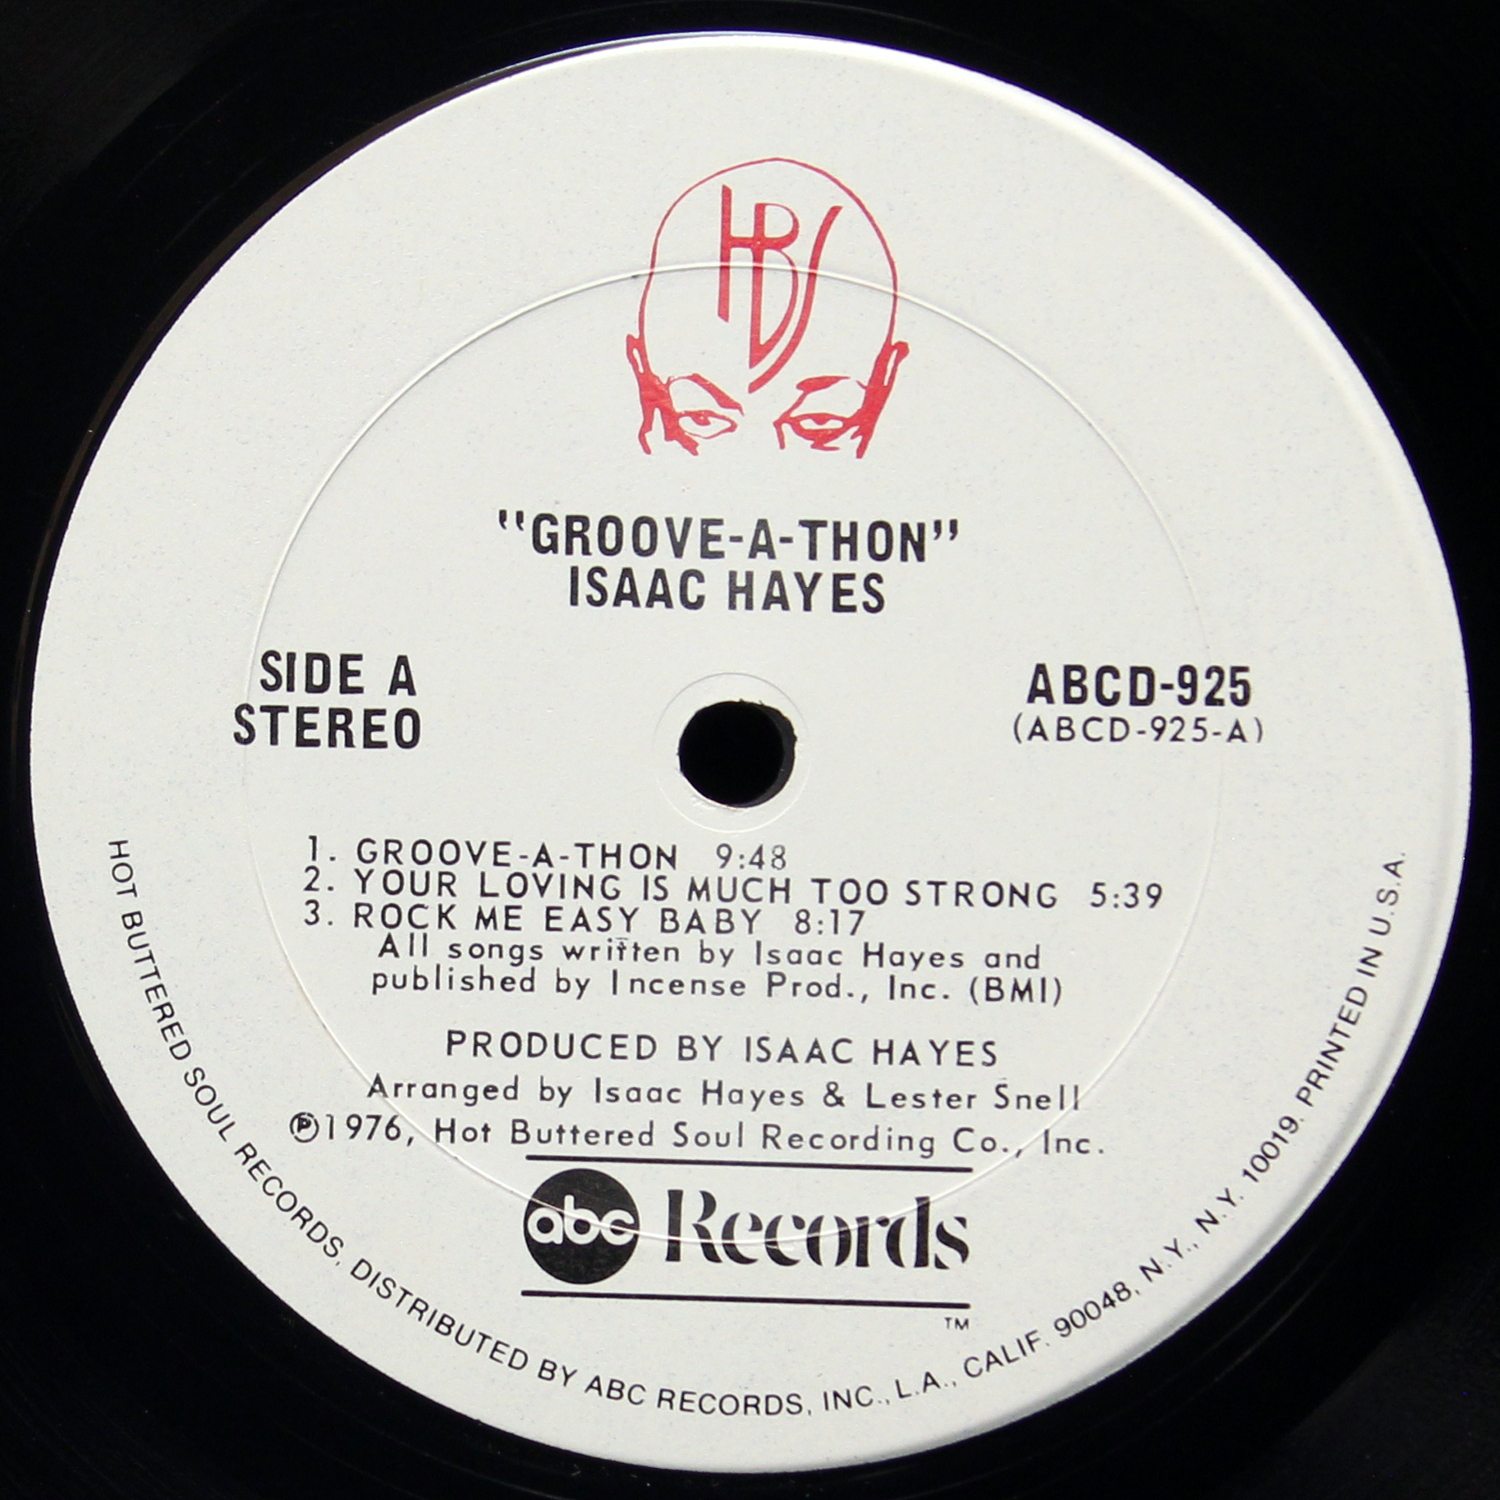 HBS
"GROOVE-A-THON"
ISAAC HAYES
SIDE A
STEREO
ABCD-925
(ABCD-925-A)
1. GROOVE-A-THON 9:48
2. YOUR LOVING IS MUCH TOO STRONG 5:39
3. ROCK ME EASY BABY 8:17
All songs written by Isaac Hayes and
published by Incense Prod., Inc. (BMI)
PRODUCED BY ISAAC HAYES
Arranged by Isaac Hayes & Lester Snell
℗1976, Hot Buttered Soul Recording Co., Inc.
abc Records
TM
HOT BUTTERED SOUL RECORDS, DISTRIBUTED BY ABC RECORDS, INC., L.A., CALIF. 90048, N.Y., N.Y. 10019. PRINTED IN U.S.A.